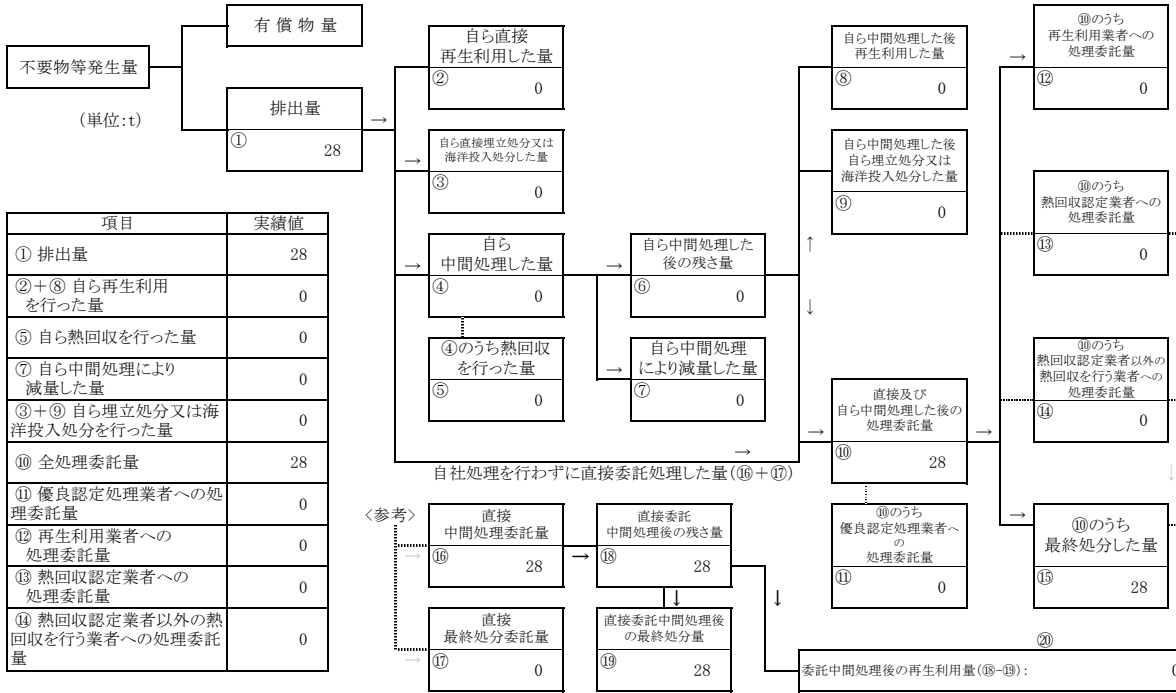 不要物等発生量
(単位:t)
有 償 物 量
排出量
①
28
→
自ら直接
再生利用した量
②
0
→
自ら直接埋立処分又は
海洋投入処分した量
③
0
→
自ら
中間処理した量
④
0
④のうち熱回収
を行った量
⑤
0
→
自ら中間処理した
後の残さ量
⑥
0
→
自ら中間処理
により減量した量
⑦
0
自ら中間処理した後
再生利用した量
⑧
0
自ら中間処理した後
自ら埋立処分又は
海洋投入処分した量
⑨
0
↑
↓
→
自社処理を行わずに直接委託処理した量(⑯+⑰)
→
直接及び
自ら中間処理した後の
処理委託量
⑩
28
→
⑩のうち
優良認定処理業者へ
の
処理委託量
⑪
0
→
⑩のうち
再生利用業者への
処理委託量
⑫
0
⑩のうち
熱回収認定業者への
処理委託量
⑬
0
⑩のうち
熱回収認定業者以外の
熱回収を行う業者への
処理委託量
⑭
0
↓
→
⑩のうち
最終処分した量
⑮
28
項目 実績値
① 排出量 28
②+⑧ 自ら再生利用
を行った量 0
⑤ 自ら熱回収を行った量 0
⑦ 自ら中間処理により
減量した量 0
③+⑨ 自ら埋立処分又は海
洋投入処分を行った量 0
⑩ 全処理委託量 28
⑪ 優良認定処理業者への処
理委託量 0
⑫ 再生利用業者への
処理委託量 0
⑬ 熱回収認定業者への
処理委託量 0
⑭ 熱回収認定業者以外の熱
回収を行う業者への処理委託
量 0
〈参考〉
→
直接
中間処理委託量
⑯
28
→
直接委託
中間処理後の残さ量
⑱
28
↓
↓
→
直接
最終処分委託量
⑰
0
直接委託中間処理後
の最終処分量
⑲
28
⑳
委託中間処理後の再生利用量(⑱-⑲) : 0